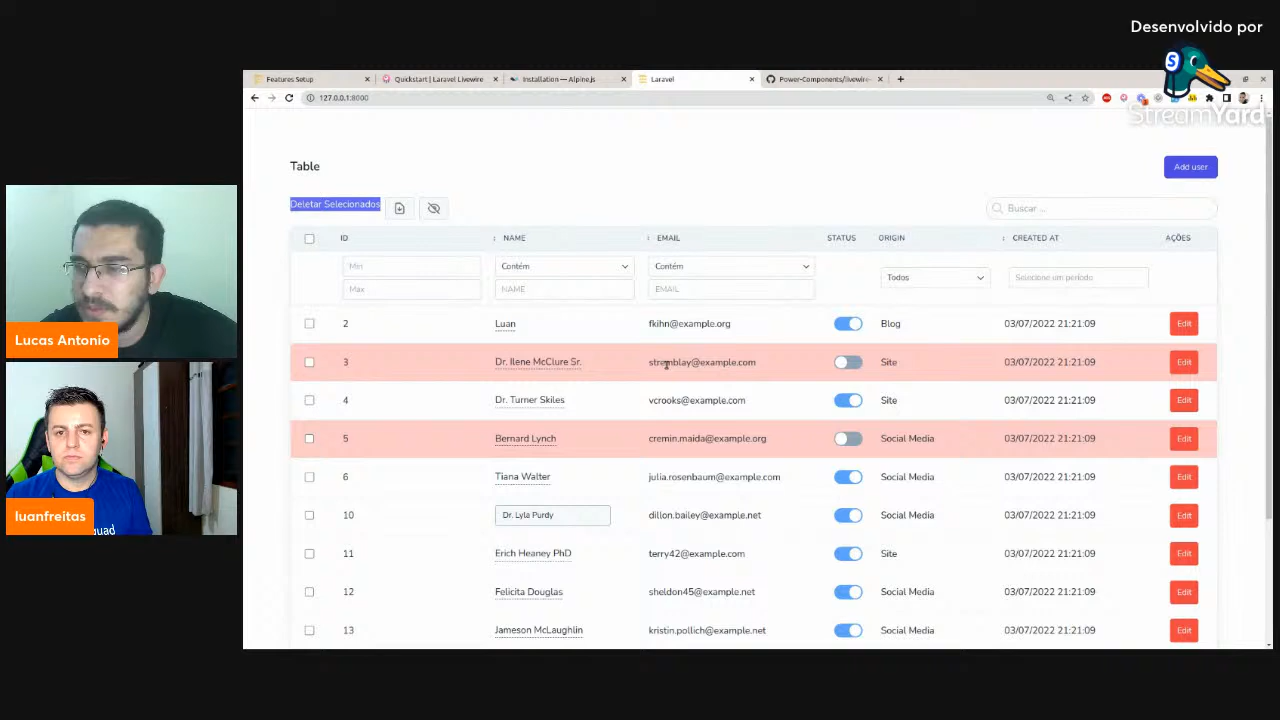 Desenvolvido por
StreamYard
Features Setup
Quickstart | Laravel Livewire
Installation — Alpine.js
Laravel
Power-Components/livewire-
127.0.0.1:8000
Table
Add user
Deletar Selecionados
Buscar ...
ID NAME EMAIL STATUS ORIGIN CREATED AT AÇÕES
Min Contém Contém Todos Selecione um período
Max NAME EMAIL
2 Luan fkihn@example.org Blog 03/07/2022 21:21:09 Edit
3 Dr. Ilene McClure Sr. stremblay@example.com Site 03/07/2022 21:21:09 Edit
4 Dr. Turner Skiles vcrooks@example.com Site 03/07/2022 21:21:09 Edit
5 Bernard Lynch cremin.maida@example.org Social Media 03/07/2022 21:21:09 Edit
6 Tiana Walter julia.rosenbaum@example.com Social Media 03/07/2022 21:21:09 Edit
10 Dr. Lyla Purdy dillon.bailey@example.net Social Media 03/07/2022 21:21:09 Edit
11 Erich Heaney PhD terry42@example.com Site 03/07/2022 21:21:09 Edit
12 Felicita Douglas sheldon45@example.net Social Media 03/07/2022 21:21:09 Edit
13 Jameson McLaughlin kristin.pollich@example.net Social Media 03/07/2022 21:21:09 Edit
Lucas Antonio
luanfreitas